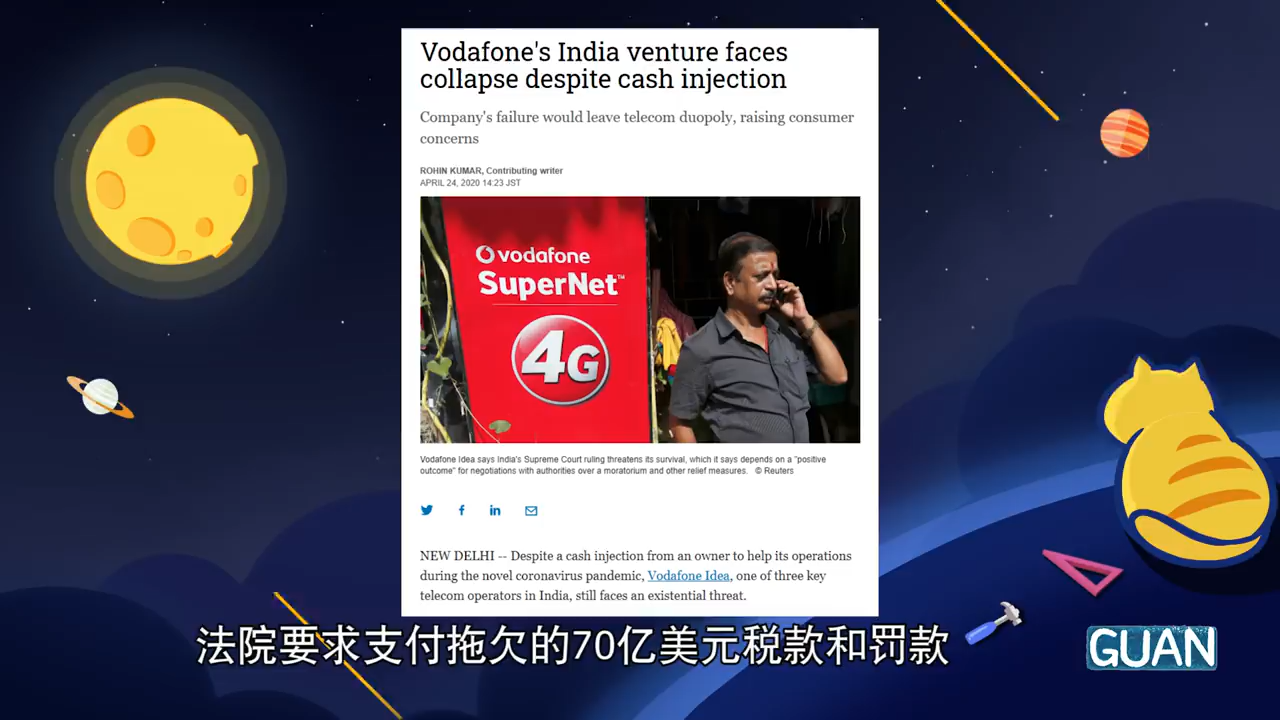 Vodafone's India venture faces
collapse despite cash injection
Company's failure would leave telecom duopoly, raising consumer
concerns
ROHIN KUMAR, Contributing writer
APRIL 24, 2020 14:23 JST
vodafone
SuperNet™
4G
Vodafone Idea says India's Supreme Court ruling threatens its survival, which it says depends on a "positive
outcome" for negotiations with authorities over a moratorium and other relief measures. © Reuters
NEW DELHI -- Despite a cash injection from an owner to help its operations
during the novel coronavirus pandemic, Vodafone Idea, one of three key
telecom operators in India, still faces an existential threat.
法院要求支付拖欠的70亿美元税款和罚款
GUAN